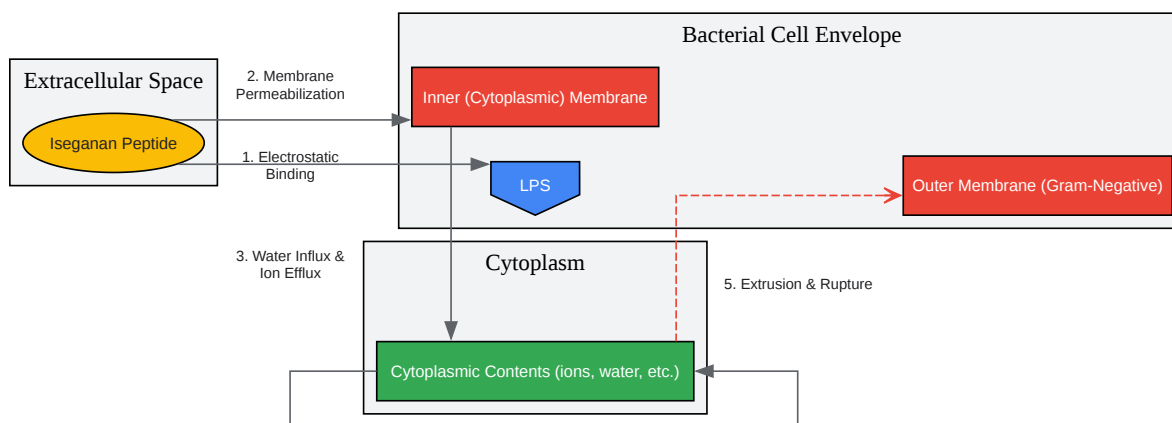 Bacterial Cell Envelope
Extracellular Space
2. Membrane
Permeabilization
Inner (Cytoplasmic) Membrane
Iseganan Peptide
1. Electrostatic
Binding
LPS
Outer Membrane (Gram-Negative)
3. Water Influx &
Ion Efflux
Cytoplasm
5. Extrusion & Rupture
Cytoplasmic Contents (ions, water, etc.)